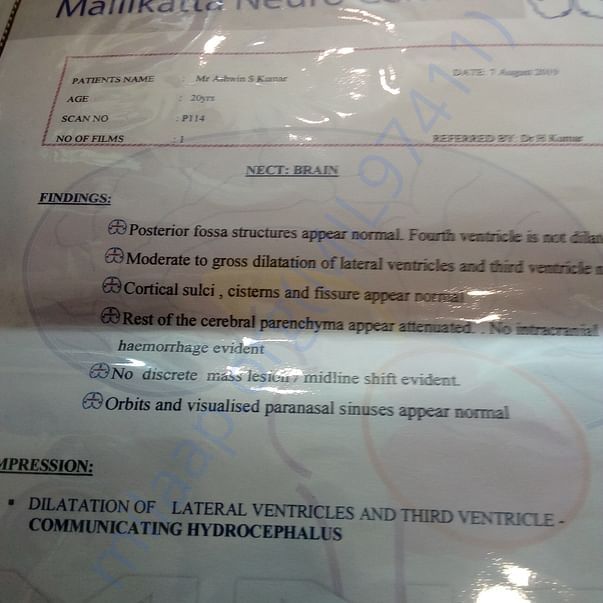 Mallikatta Neuro
PATIENTS NAME : Mr Ashwin S Kumar DATE: 7 August 2009
AGE : 20yrs
SCAN NO : P114
NO OF FILMS : 1 REFERRED BY: Dr H Kumar
NECT: BRAIN
FINDINGS:
Posterior fossa structures appear normal. Fourth ventricle is not dilat
Moderate to gross dilatation of lateral ventricles and third ventricle n
Cortical sulci , cisterns and fissure appear normal
Rest of the cerebral parenchyma appear attenuated. . No intracranial
haemorrhage evident
No discrete mass lesion / midline shift evident.
Orbits and visualised paranasal sinuses appear normal
MPRESSION:
▪ DILATATION OF LATERAL VENTRICLES AND THIRD VENTRICLE -
COMMUNICATING HYDROCEPHALUS